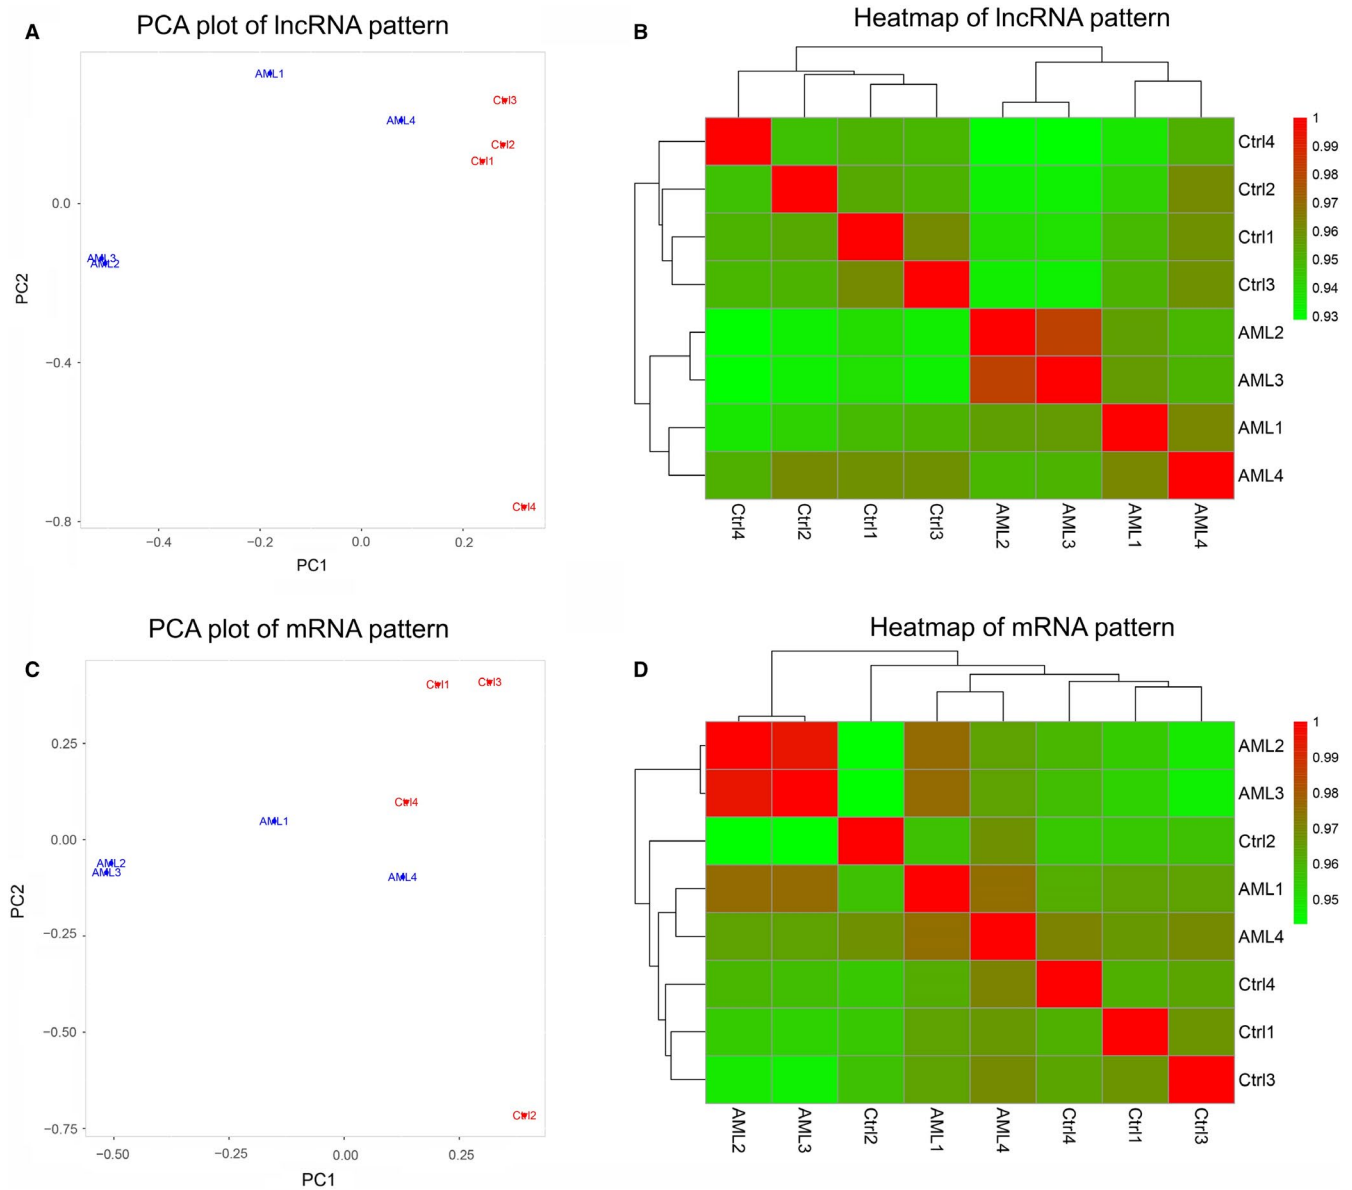 A
PCA plot of lncRNA pattern
AML1
Ctrl3
AML4
Ctrl2
Ctrl1
0.0
AML3
AML2
PC2
−0.4
Ctrl4
−0.8
−0.4 −0.2 0.0 0.2
PC1
B
Heatmap of lncRNA pattern
Ctrl4
Ctrl2
Ctrl1
Ctrl3
AML2
AML3
AML1
AML4
1
0.99
0.98
0.97
0.96
0.95
0.94
0.93
Ctrl4 Ctrl2 Ctrl1 Ctrl3 AML2 AML3 AML1 AML4
PCA plot of mRNA pattern
C
Ctrl1 Ctrl3
0.25
Ctrl4
AML1
0.00
AML2
AML3
AML4
PC2
−0.25
−0.50
Ctrl2
−0.75
−0.50 −0.25 0.00 0.25
PC1
Heatmap of mRNA pattern
D
AML2
AML3
Ctrl2
AML1
AML4
Ctrl4
Ctrl1
Ctrl3
1
0.99
0.98
0.97
0.96
0.95
AML2 AML3 Ctrl2 AML1 AML4 Ctrl4 Ctrl1 Ctrl3